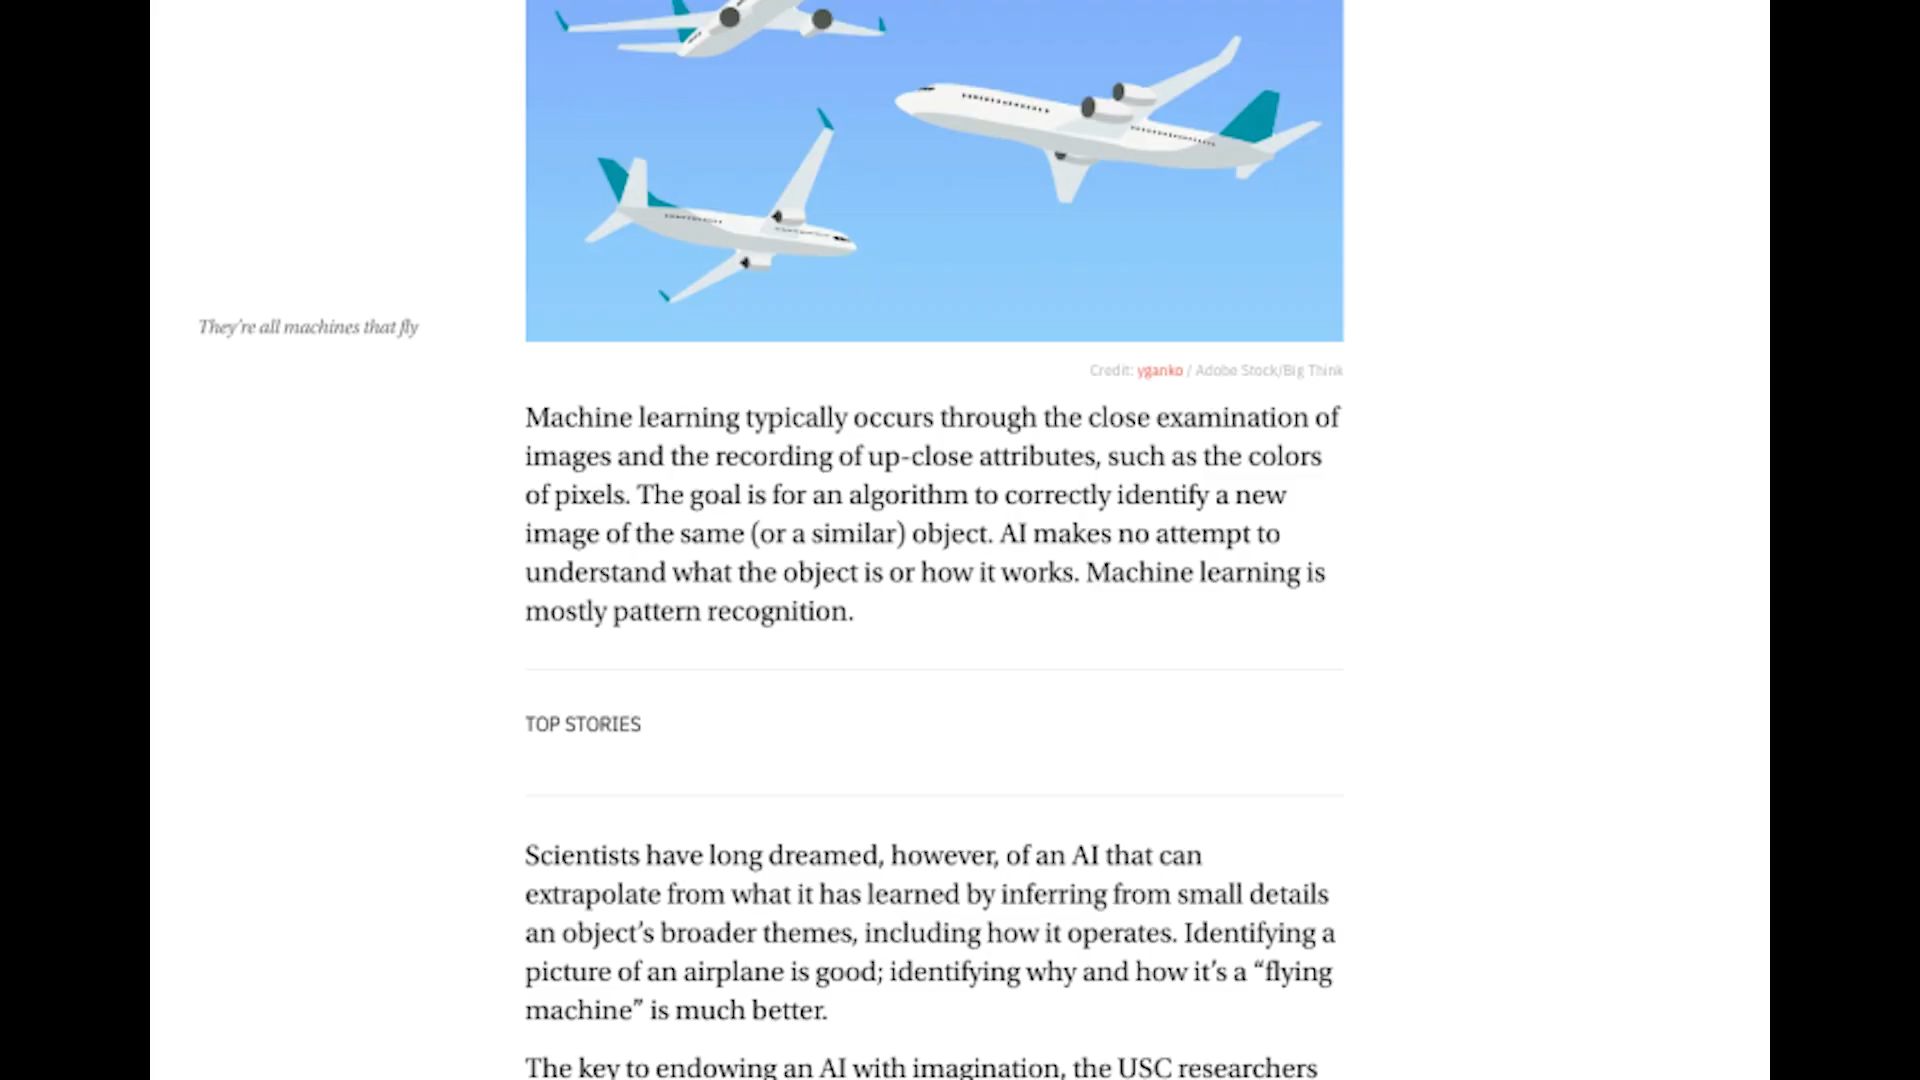 They're all machines that fly
Credit: yganko / Adobe Stock/Big Think
Machine learning typically occurs through the close examination of
images and the recording of up-close attributes, such as the colors
of pixels. The goal is for an algorithm to correctly identify a new
image of the same (or a similar) object. AI makes no attempt to
understand what the object is or how it works. Machine learning is
mostly pattern recognition.
TOP STORIES
Scientists have long dreamed, however, of an AI that can
extrapolate from what it has learned by inferring from small details
an object’s broader themes, including how it operates. Identifying a
picture of an airplane is good; identifying why and how it’s a “flying
machine” is much better.
The key to endowing an AI with imagination, the USC researchers